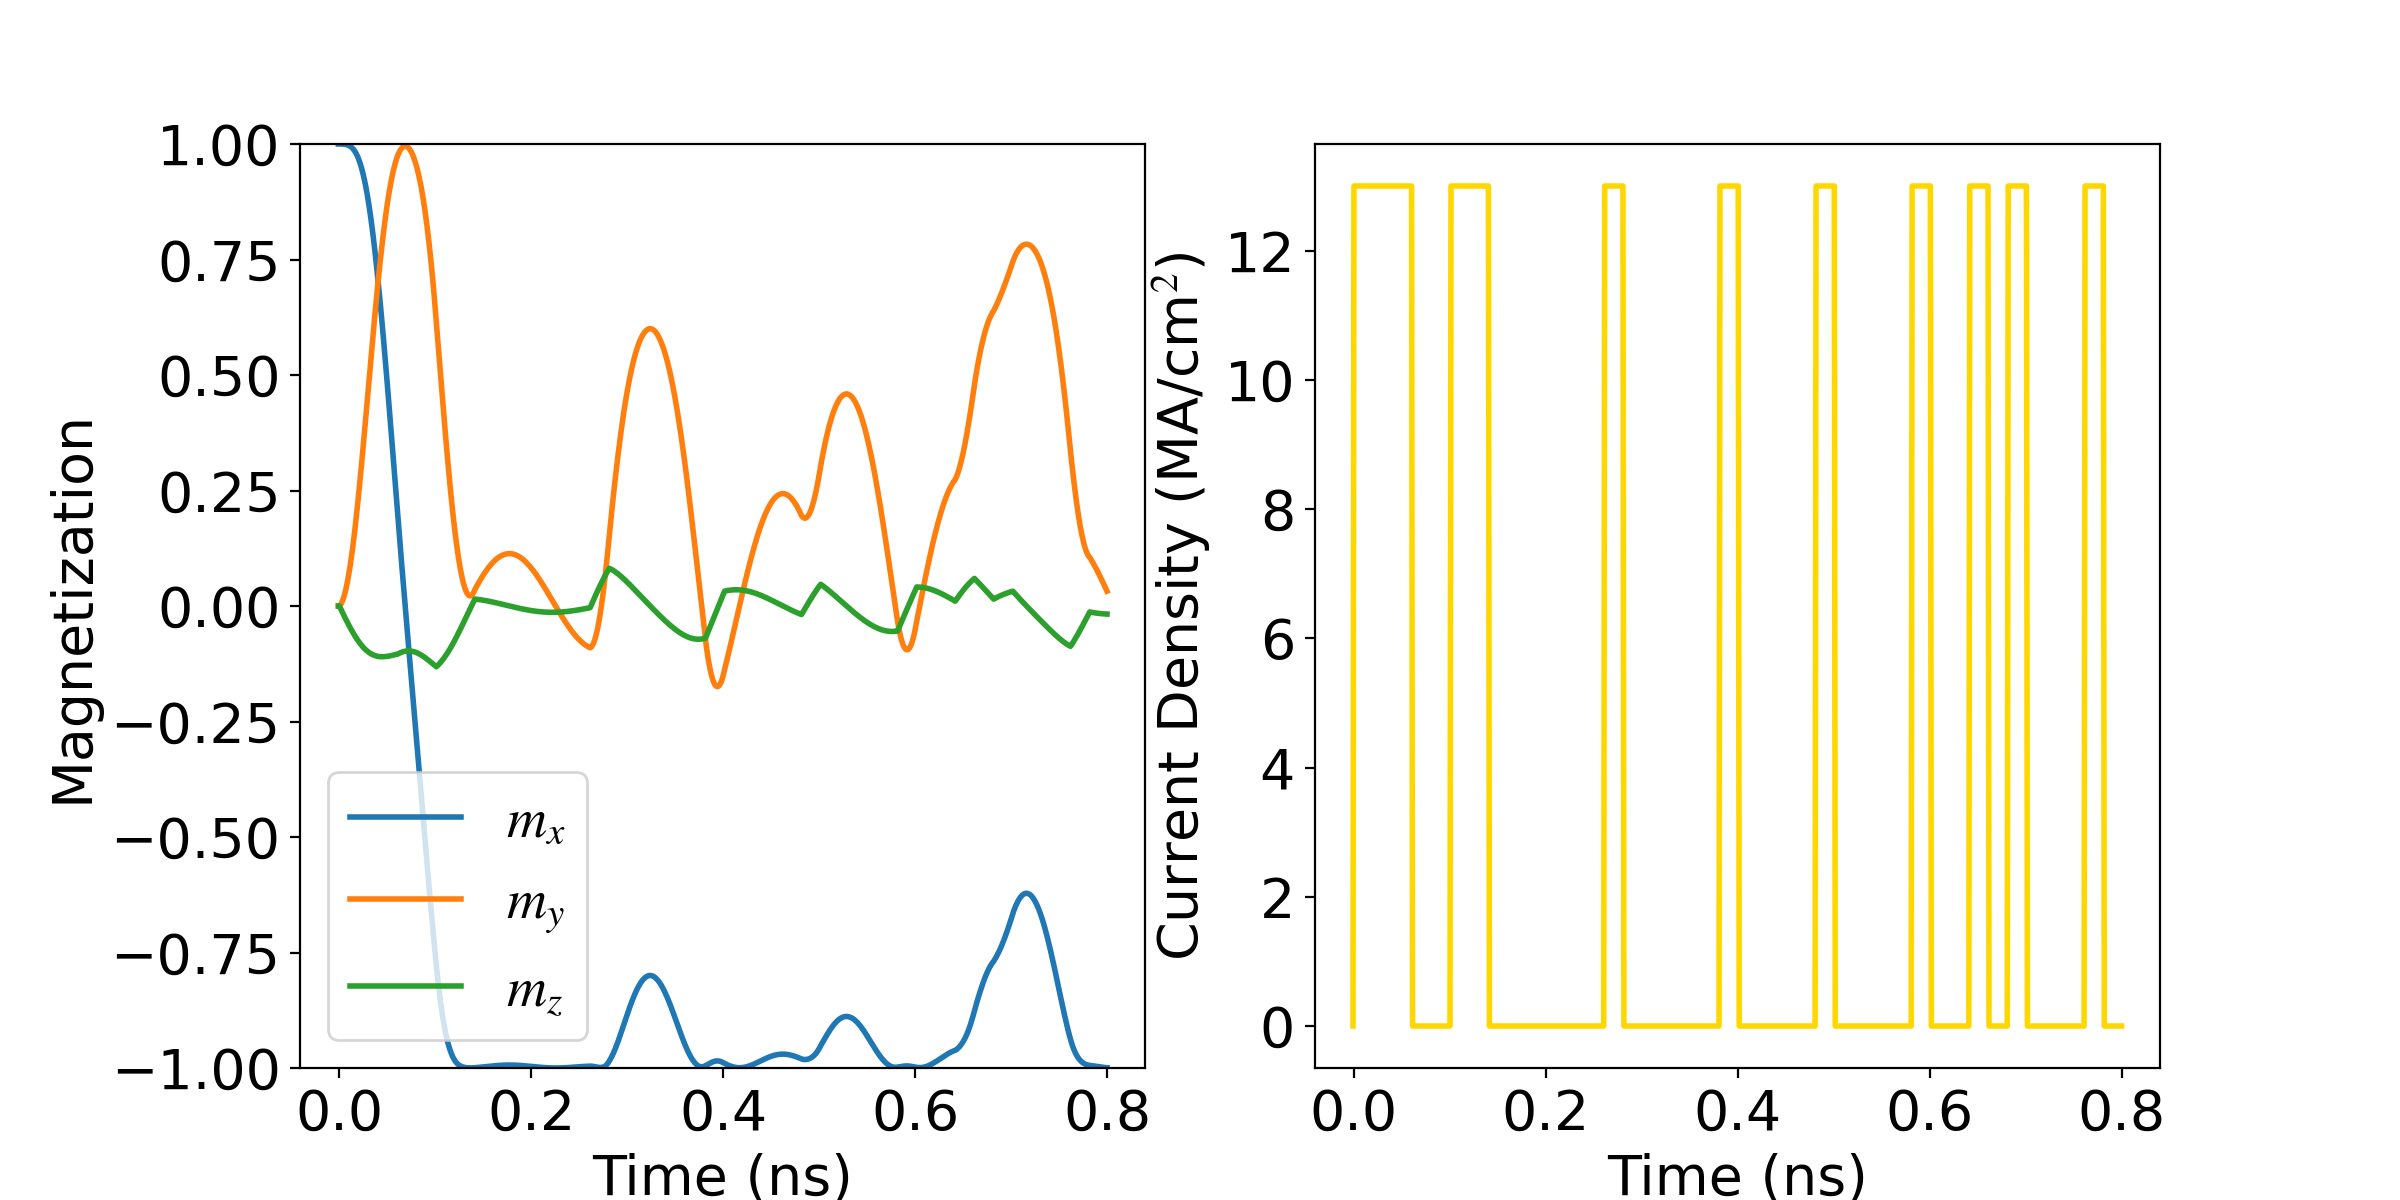 Magnetization
1.00
0.75
0.50
0.25
0.00
−0.25
−0.50
−0.75
−1.00
m_x
m_y
m_z
0.0 0.2 0.4 0.6 0.8
Time (ns)
Current Density (MA/cm²)
12
10
8
6
4
2
0
0.0 0.2 0.4 0.6 0.8
Time (ns)